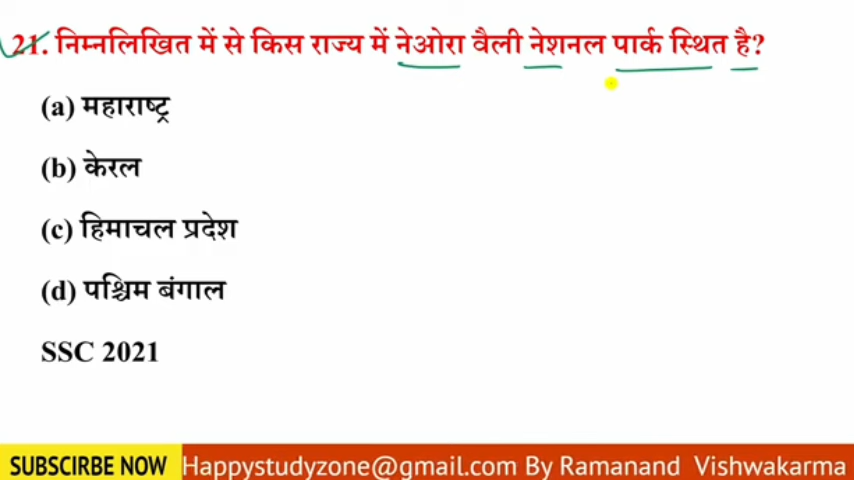 21. निम्नलिखित में से किस राज्य में नेओरा वैली नेशनल पार्क स्थित है?
(a) महाराष्ट्र
(b) केरल
(c) हिमाचल प्रदेश
(d) पश्चिम बंगाल
SSC 2021
SUBSCIRBE NOW Happystudyzone@gmail.com By Ramanand Vishwakarma